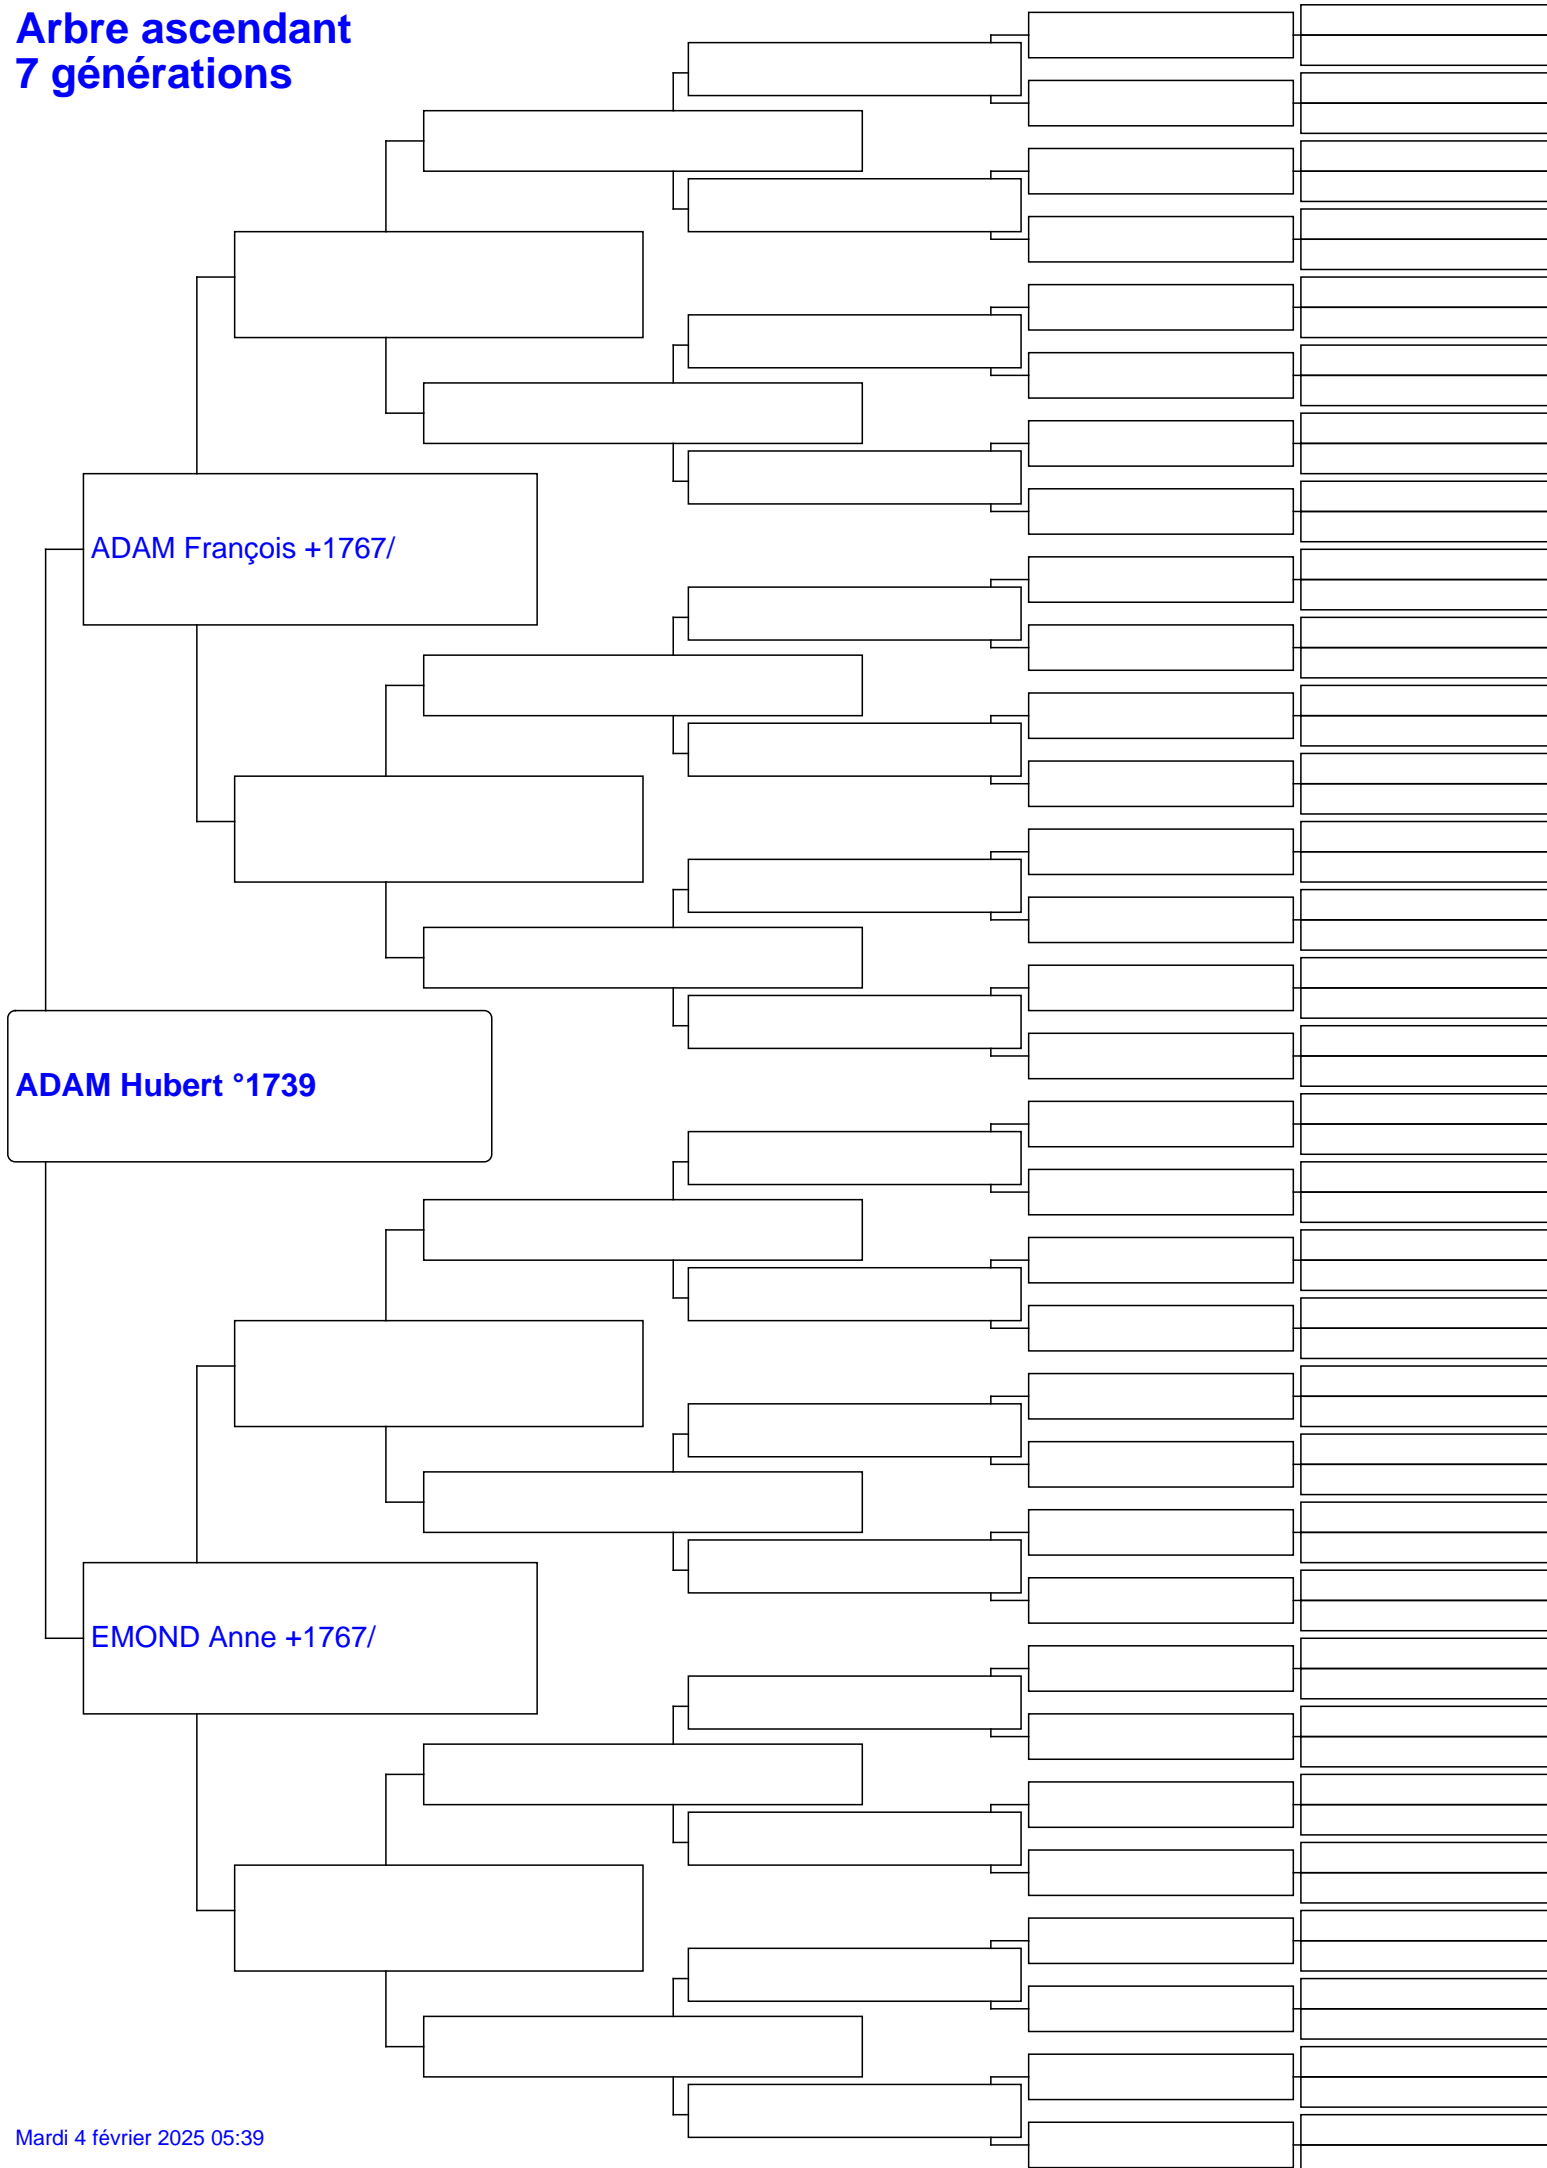 Arbre ascendant
7 générations
ADAM François +1767/
ADAM Hubert °1739
EMOND Anne +1767/
Mardi 4 février 2025 05:39